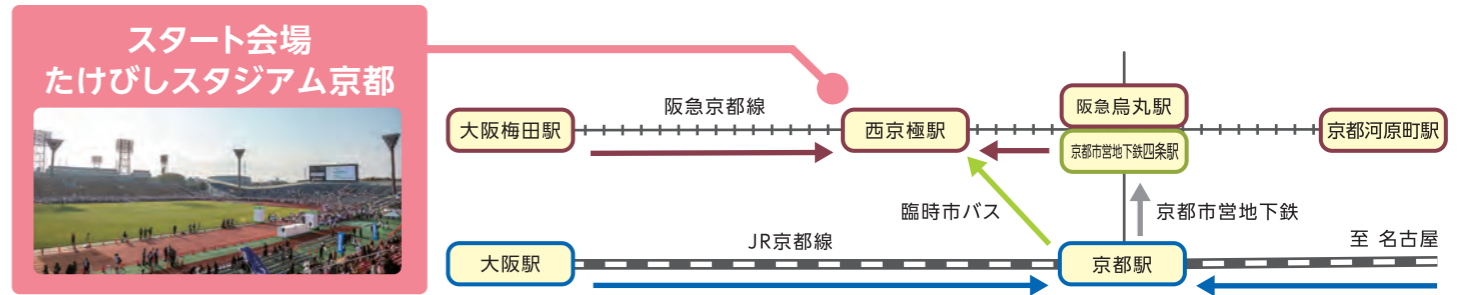 スタート会場
たけびしスタジアム京都
阪急京都線
大阪梅田駅
西京極駅
阪急烏丸駅
京都市営地下鉄四条駅
京都河原町駅
臨時市バス
京都市営地下鉄
JR京都線
至 名古屋
大阪駅
京都駅